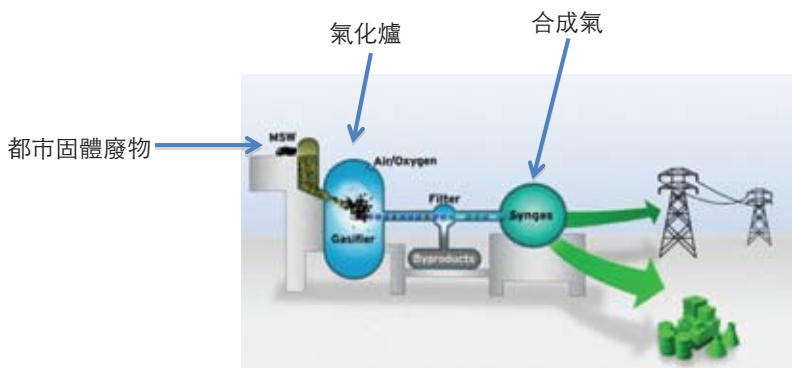 氣化爐
合成氣
都市固體廢物
MSW
Air/Oxygen
Filter
Syngas
Gasifier
Byproducts